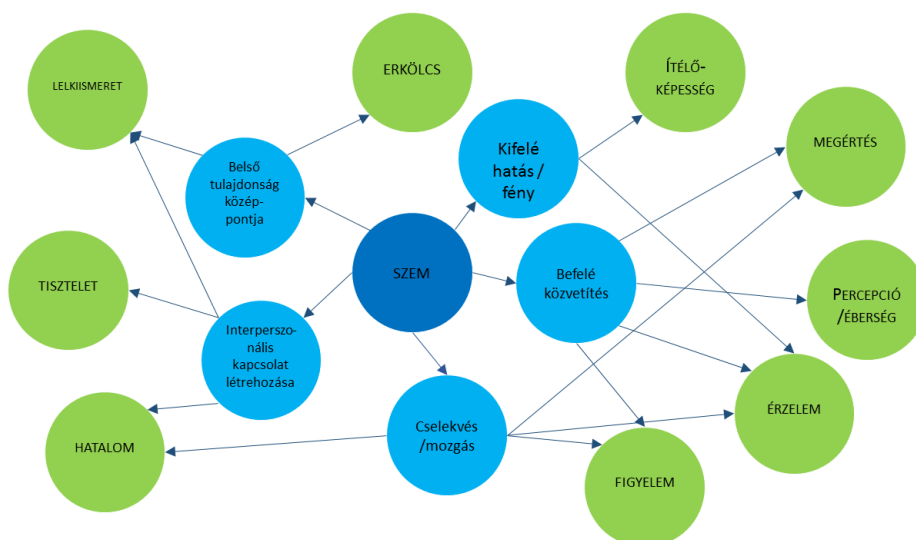 LELKIISMERET
ERKÖLCS
ÍTÉLŐ-
KÉPESSÉG
Kifelé
hatás /
fény
MEGÉRTÉS
Belső
tulajdonság
közép-
pontja
SZEM
Befelé
közvetítés
TISZTELET
PERCEPCIÓ
/ÉBERSÉG
Interperszo-
nális
kapcsolat
létrehozása
ÉRZELEM
Cselekvés
/mozgás
HATALOM
FIGYELEM